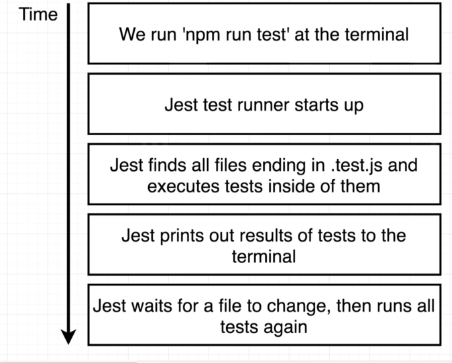 Time
We run 'npm run test' at the terminal
Jest test runner starts up
Jest finds all files ending in .test.js and
executes tests inside of them
Jest prints out results of tests to the
terminal
Jest waits for a file to change, then runs all
tests again